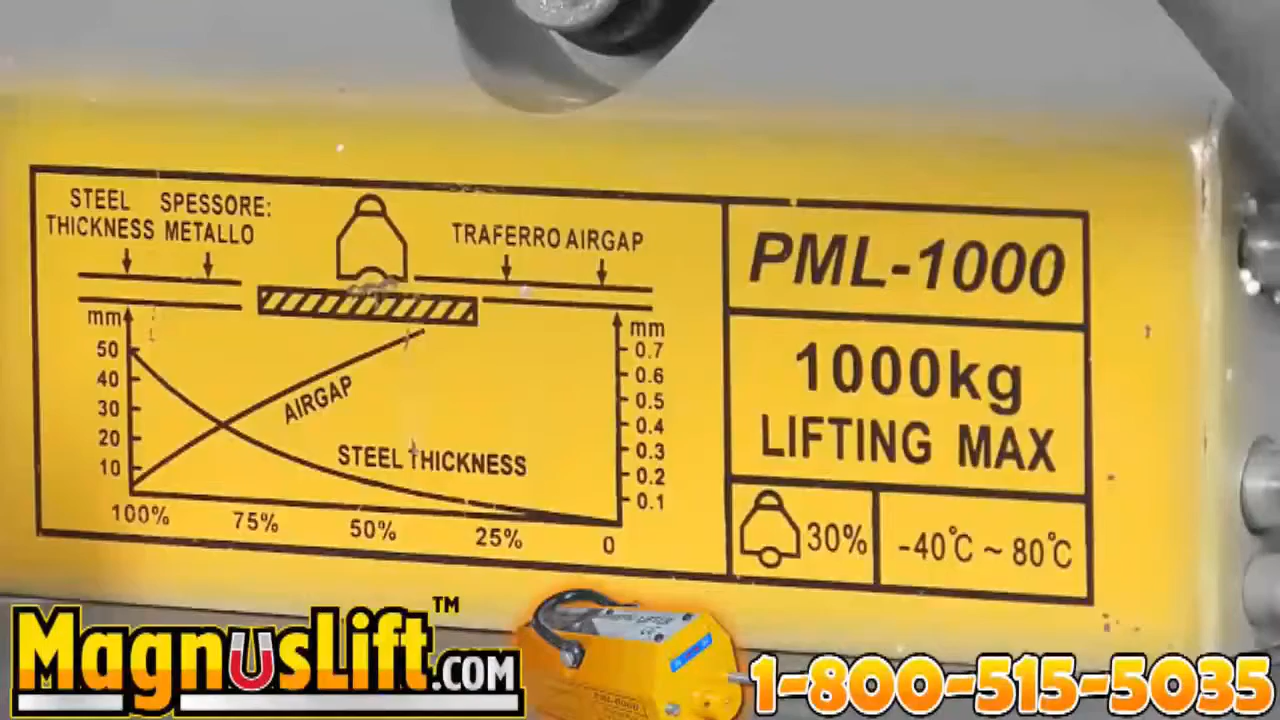 STEEL SPESSORE:
THICKNESS METALLO
TRAFERRO AIRGAP
mm
50
40
30
20
10
AIRGAP
STEEL THICKNESS
mm
0.7
0.6
0.5
0.4
0.3
0.2
0.1
100% 75% 50% 25% 0
PML-1000
1000kg
LIFTING MAX
30%
-40°C ~ 80°C
MagnusLift.com™
1-800-515-5035